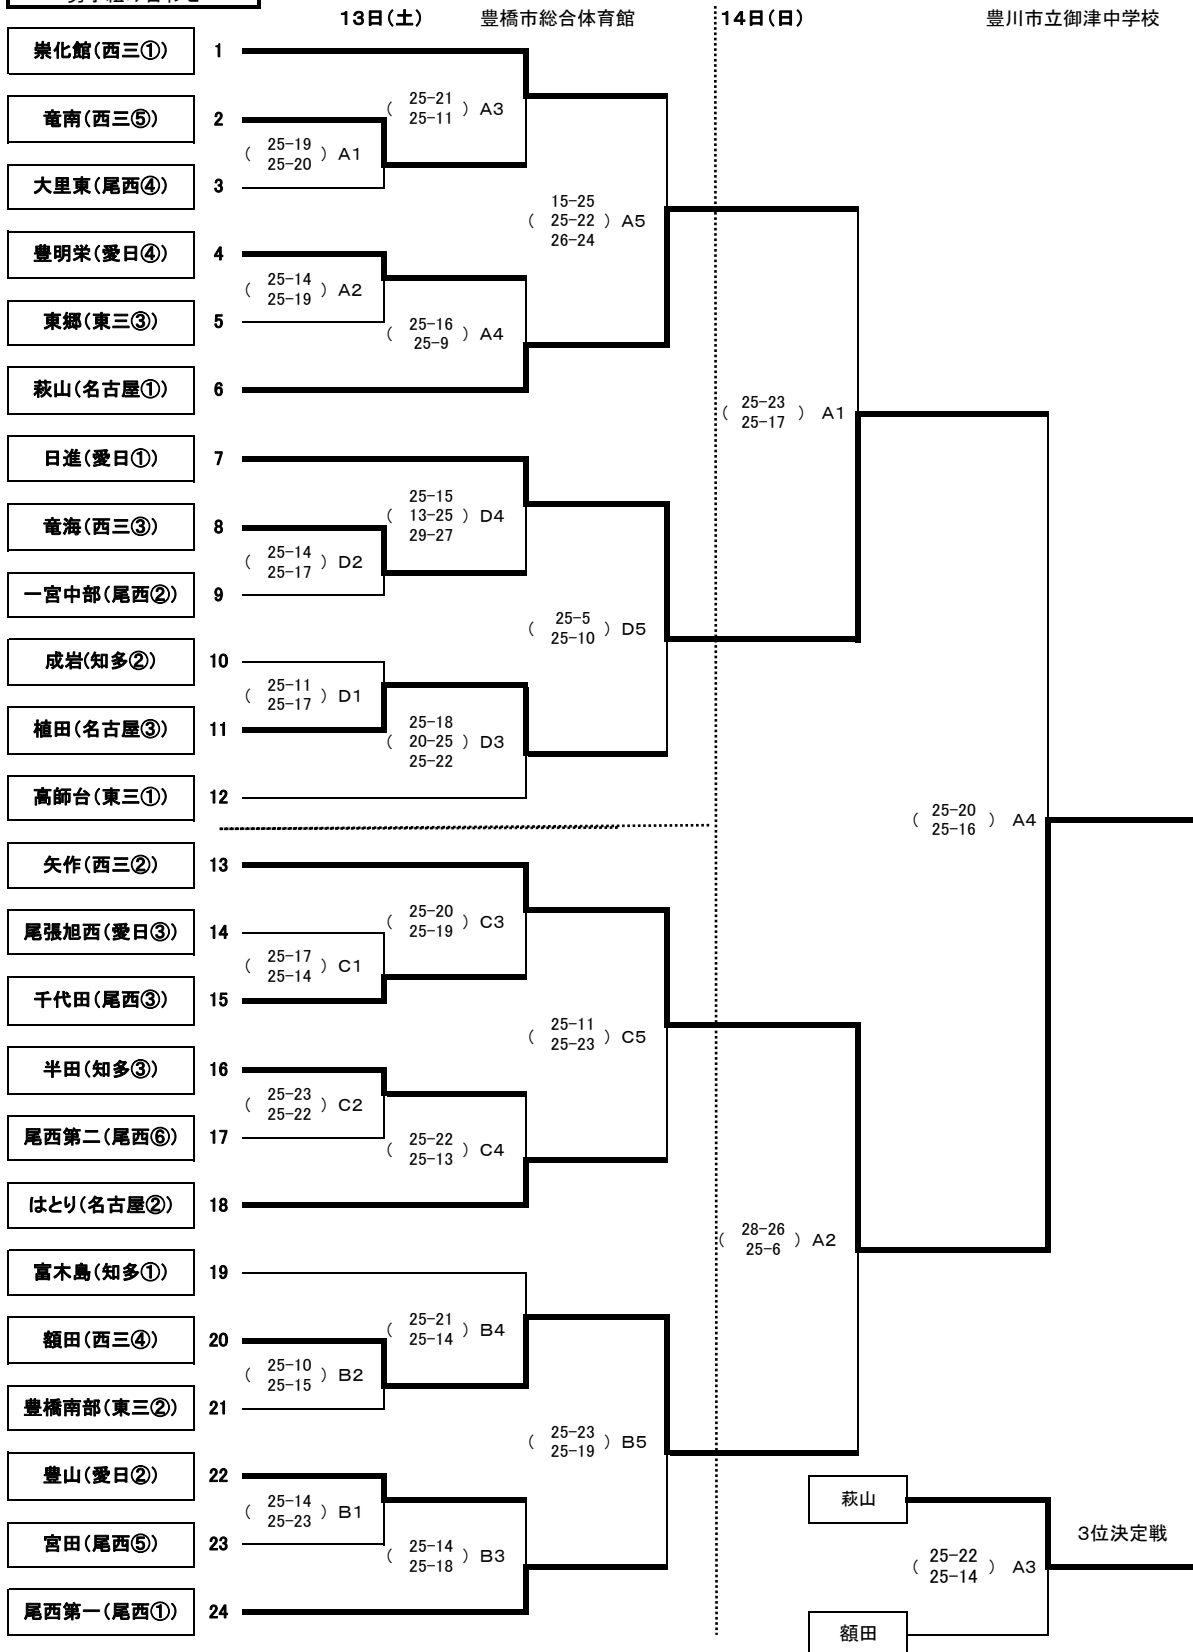 13日(土) 豊橋市総合体育館 14日(日) 豊川市立御津中学校
崇化館(西三①) 1
25-21
( ) A3
25-11
竜南(西三⑤) 2
25-19
( ) A1
25-20
大里東(尾西④) 3
15-25
( 25-22 ) A5
26-24
豊明栄(愛日④) 4
25-14
( ) A2
25-19
東郷(東三③) 5
25-16
( ) A4
25-9
萩山(名古屋①) 6
25-23
( ) A1
25-17
日進(愛日①) 7
25-15
( 13-25 ) D4
29-27
竜海(西三③) 8
25-14
( ) D2
25-17
一宮中部(尾西②) 9
25-5
( ) D5
25-10
成岩(知多②) 10
25-11
( ) D1
25-17
植田(名古屋③) 11
25-18
( 20-25 ) D3
25-22
高師台(東三①) 12
25-20
( ) A4
25-16
矢作(西三②) 13
25-20
( ) C3
25-19
尾張旭西(愛日③) 14
25-17
( ) C1
25-14
千代田(尾西③) 15
25-11
( ) C5
25-23
半田(知多③) 16
25-23
( ) C2
25-22
尾西第二(尾西⑥) 17
25-22
( ) C4
25-13
はとり(名古屋②) 18
28-26
( ) A2
25-6
富木島(知多①) 19
25-21
( ) B4
25-14
額田(西三④) 20
25-10
( ) B2
25-15
豊橋南部(東三②) 21
25-23
( ) B5
25-19
豊山(愛日②) 22
25-14
( ) B1
25-23
宮田(尾西⑤) 23
25-14
( ) B3
25-18
尾西第一(尾西①) 24
萩山
3位決定戦
25-22
( ) A3
25-14
額田